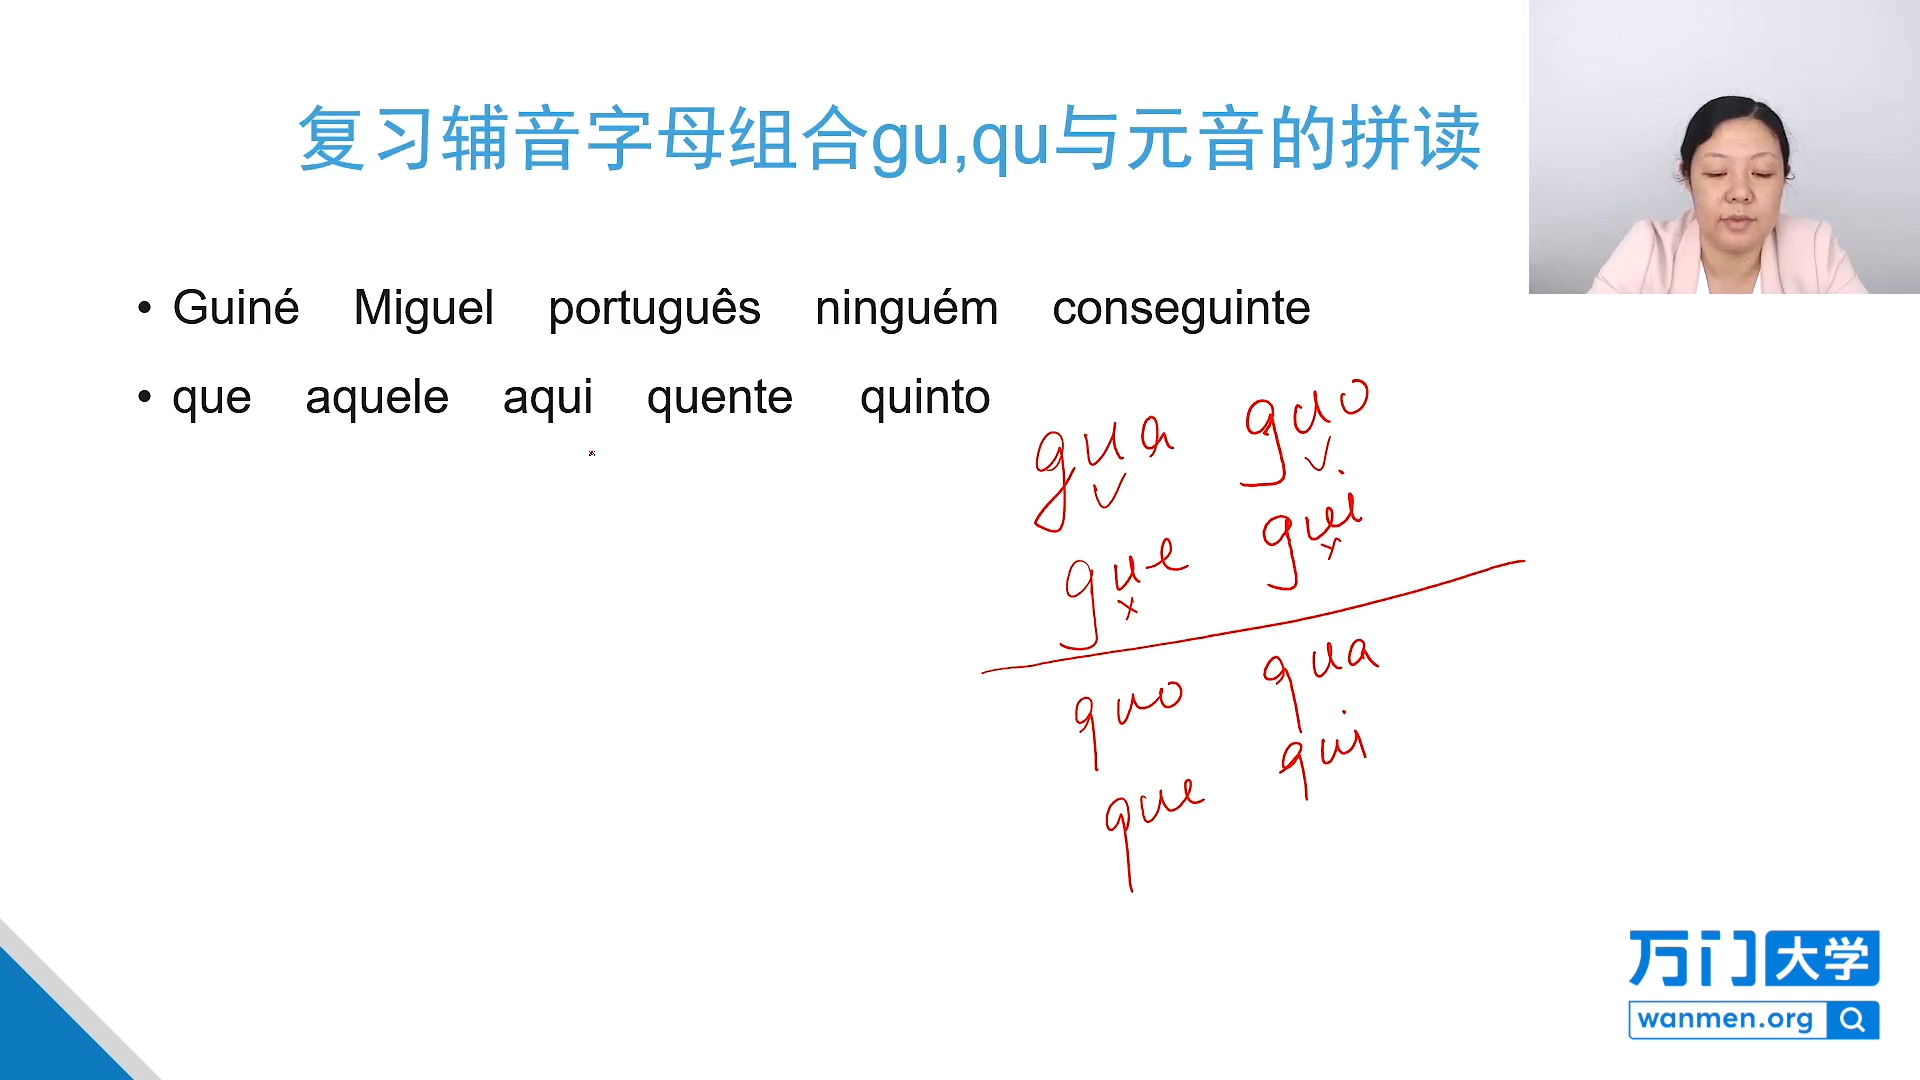 复习辅音字母组合gu,qu与元音的拼读
• Guiné Miguel português ninguém conseguinte
• que aquele aqui quente quinto
gua guo
gue gui
quo qua
que qui
万门大学
wanmen.org